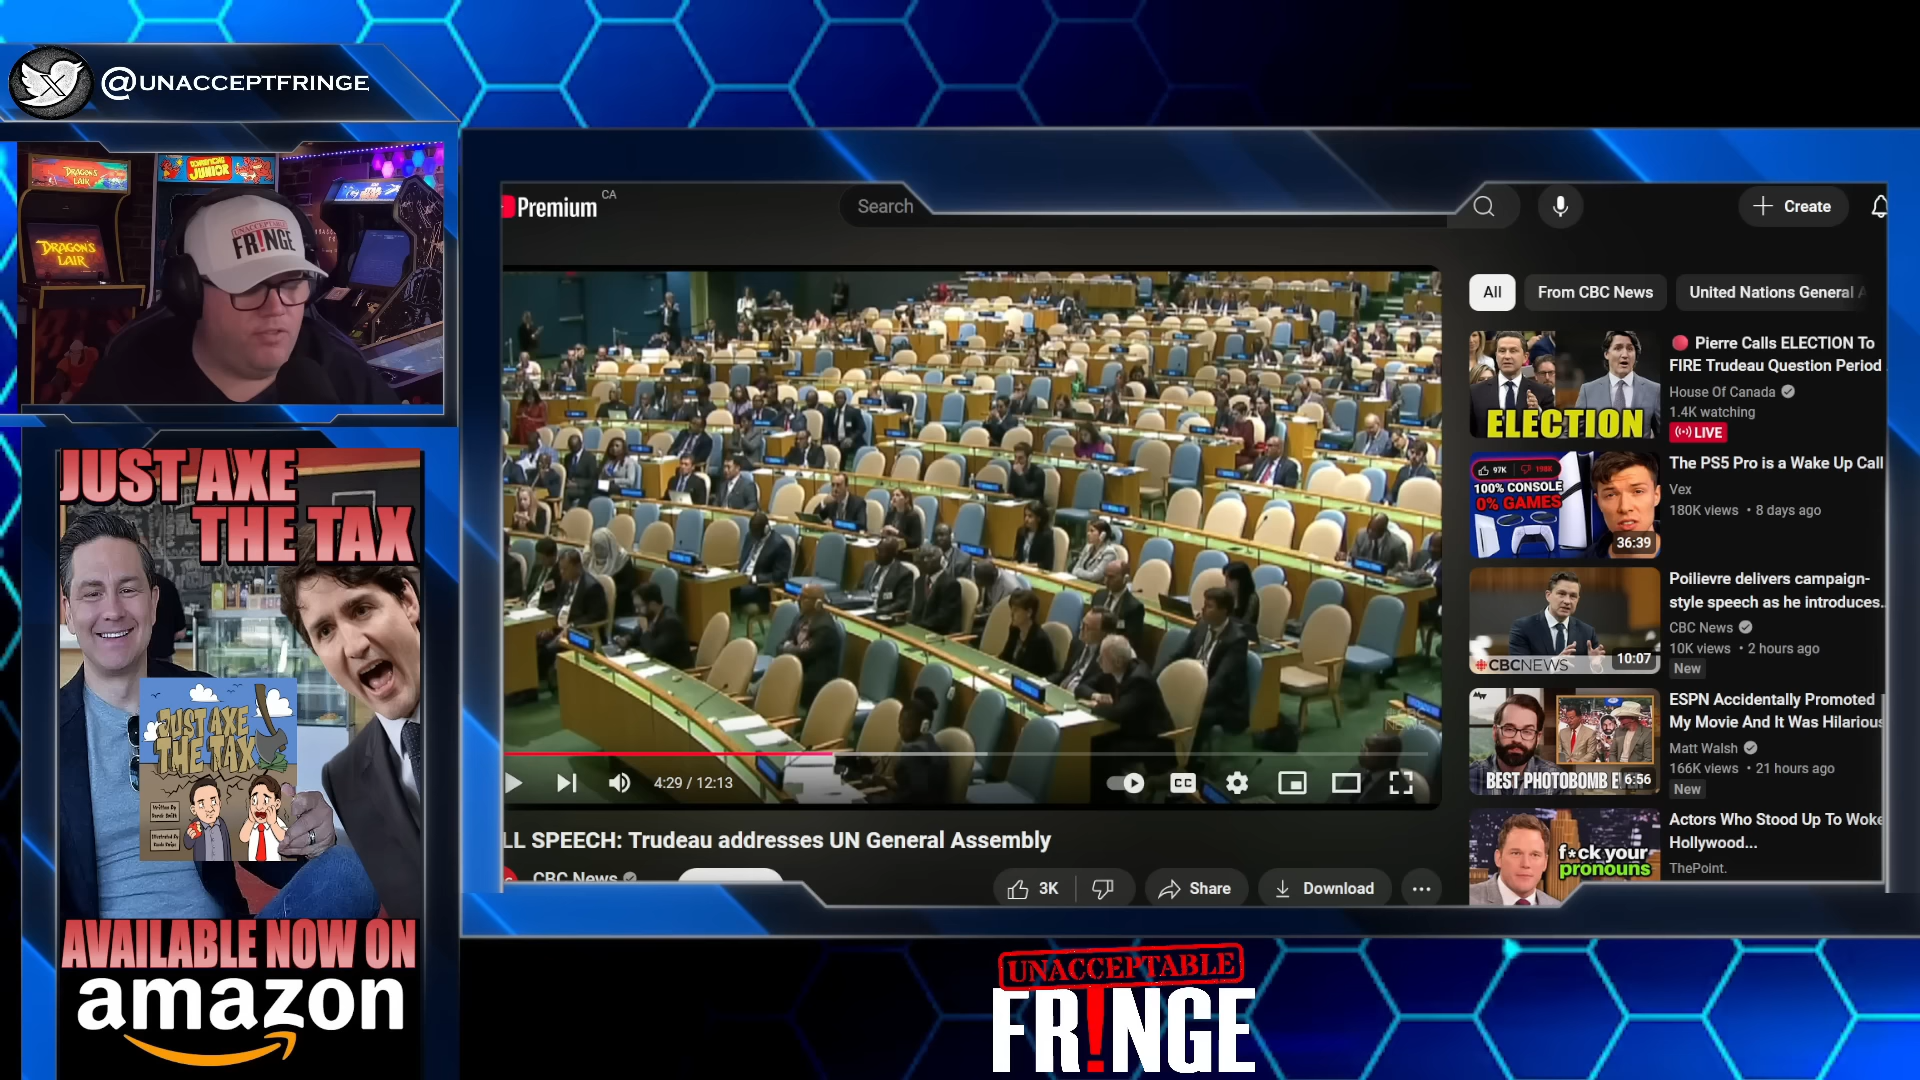 @UNACCEPTFRINGE
DRAGON'S
LAIR
JUNIOR
DRAGON'S
LAIR
UNACCEPTABLE
FR!NGE
JUST AXE
THE TAX
JUST AXE
THE TAX
AVAILABLE NOW ON
amazon
Premium CA
Search
Create
4:29 / 12:13
CC
LL SPEECH: Trudeau addresses UN General Assembly
CBC News
3K
Share
Download
All
From CBC News
United Nations General A
Pierre Calls ELECTION To
FIRE Trudeau Question Period
House Of Canada
1.4K watching
LIVE
ELECTION
The PS5 Pro is a Wake Up Call
Vex
180K views • 8 days ago
97K
198K
100% CONSOLE
0% GAMES
36:39
Poilievre delivers campaign-
style speech as he introduces..
CBC News
10K views • 2 hours ago
New
CBCNEWS
10:07
ESPN Accidentally Promoted
My Movie And It Was Hilarious
Matt Walsh
166K views • 21 hours ago
New
BEST PHOTOBOMB E
6:56
Actors Who Stood Up To Woke
Hollywood...
ThePoint.
f*ck your
pronouns
UNACCEPTABLE
FR!NGE